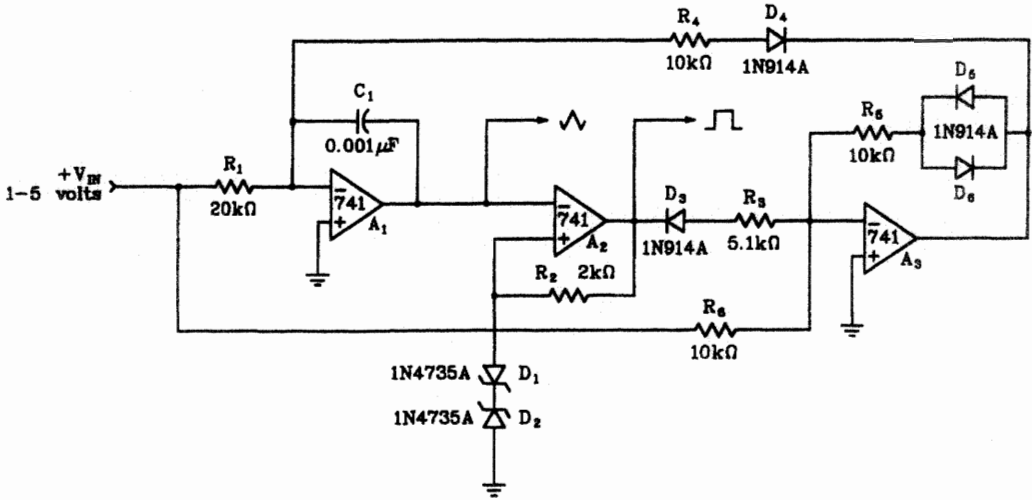 R4
10kΩ
D4
1N914A
C1
0.001μF
R5
10kΩ
D5
1N914A
D6
+VIN
1-5 volts
R1
20kΩ
−
741
+
A1
−
741
+
A2
D3
1N914A
R3
5.1kΩ
−
741
+
A3
R2 2kΩ
R6
10kΩ
1N4735A D1
1N4735A D2